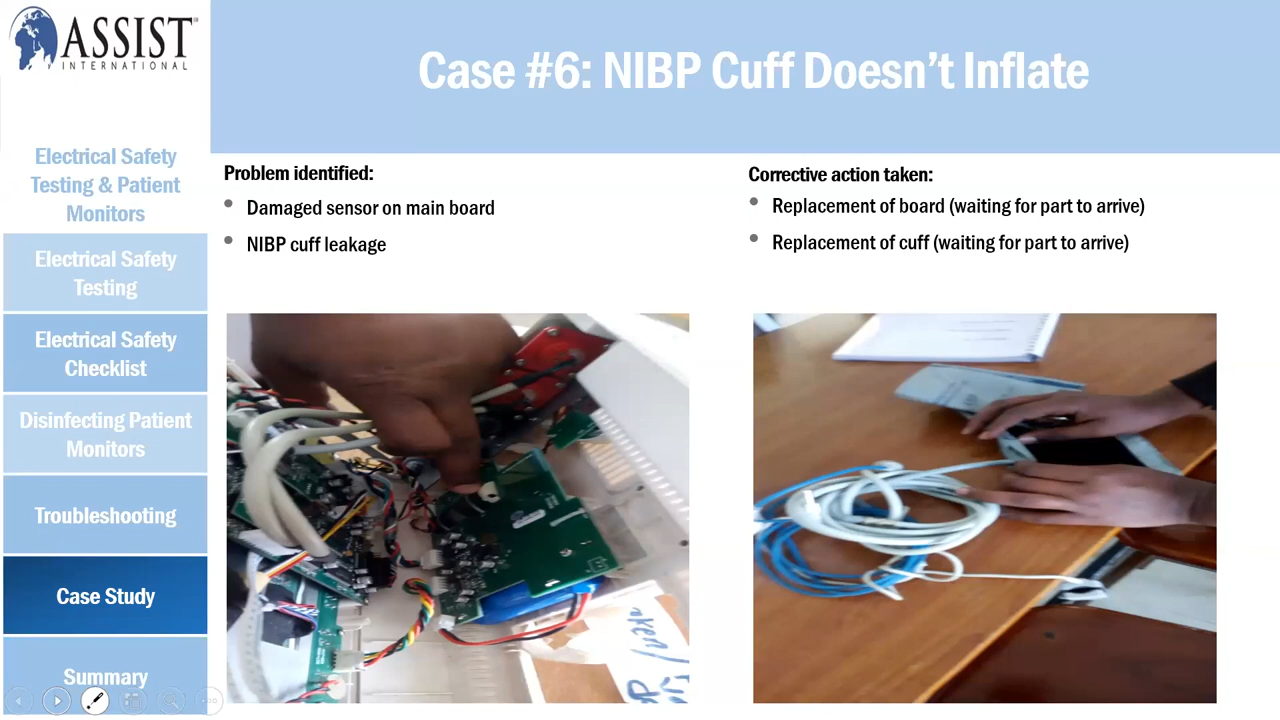 ASSIST
INTERNATIONAL
Case #6: NIBP Cuff Doesn't Inflate
Electrical Safety
Testing & Patient
Monitors
Electrical Safety
Testing
Electrical Safety
Checklist
Disinfecting Patient
Monitors
Troubleshooting
Case Study
Summary
Problem identified:
Damaged sensor on main board
NIBP cuff leakage
Corrective action taken:
Replacement of board (waiting for part to arrive)
Replacement of cuff (waiting for part to arrive)